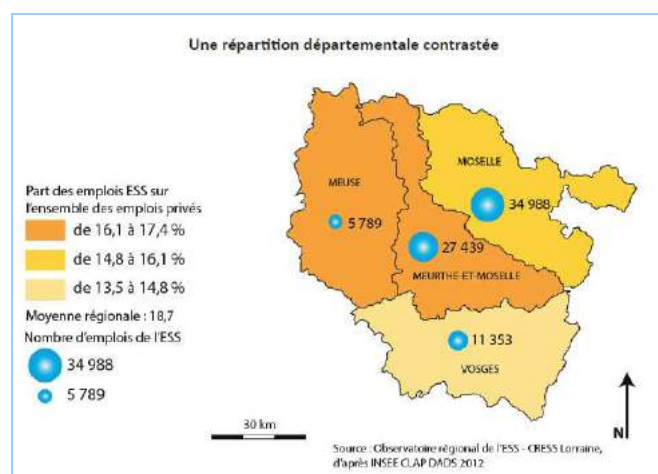 Une répartition départementale contrastée
MOSELLE
34 988
MEUSE
5 789
27 439
MEURTHE-ET-MOSELLE
11 353
VOSGES
Part des emplois ESS sur
l'ensemble des emplois privés
de 16,1 à 17,4 %
de 14,8 à 16,1 %
de 13,5 à 14,8 %
Moyenne régionale : 18,7
Nombre d'emplois de l'ESS
34 988
5 789
30 km
N
Source : Observatoire régional de l'ESS - CRESS Lorraine,
d'après INSEE CLAP DADS 2012